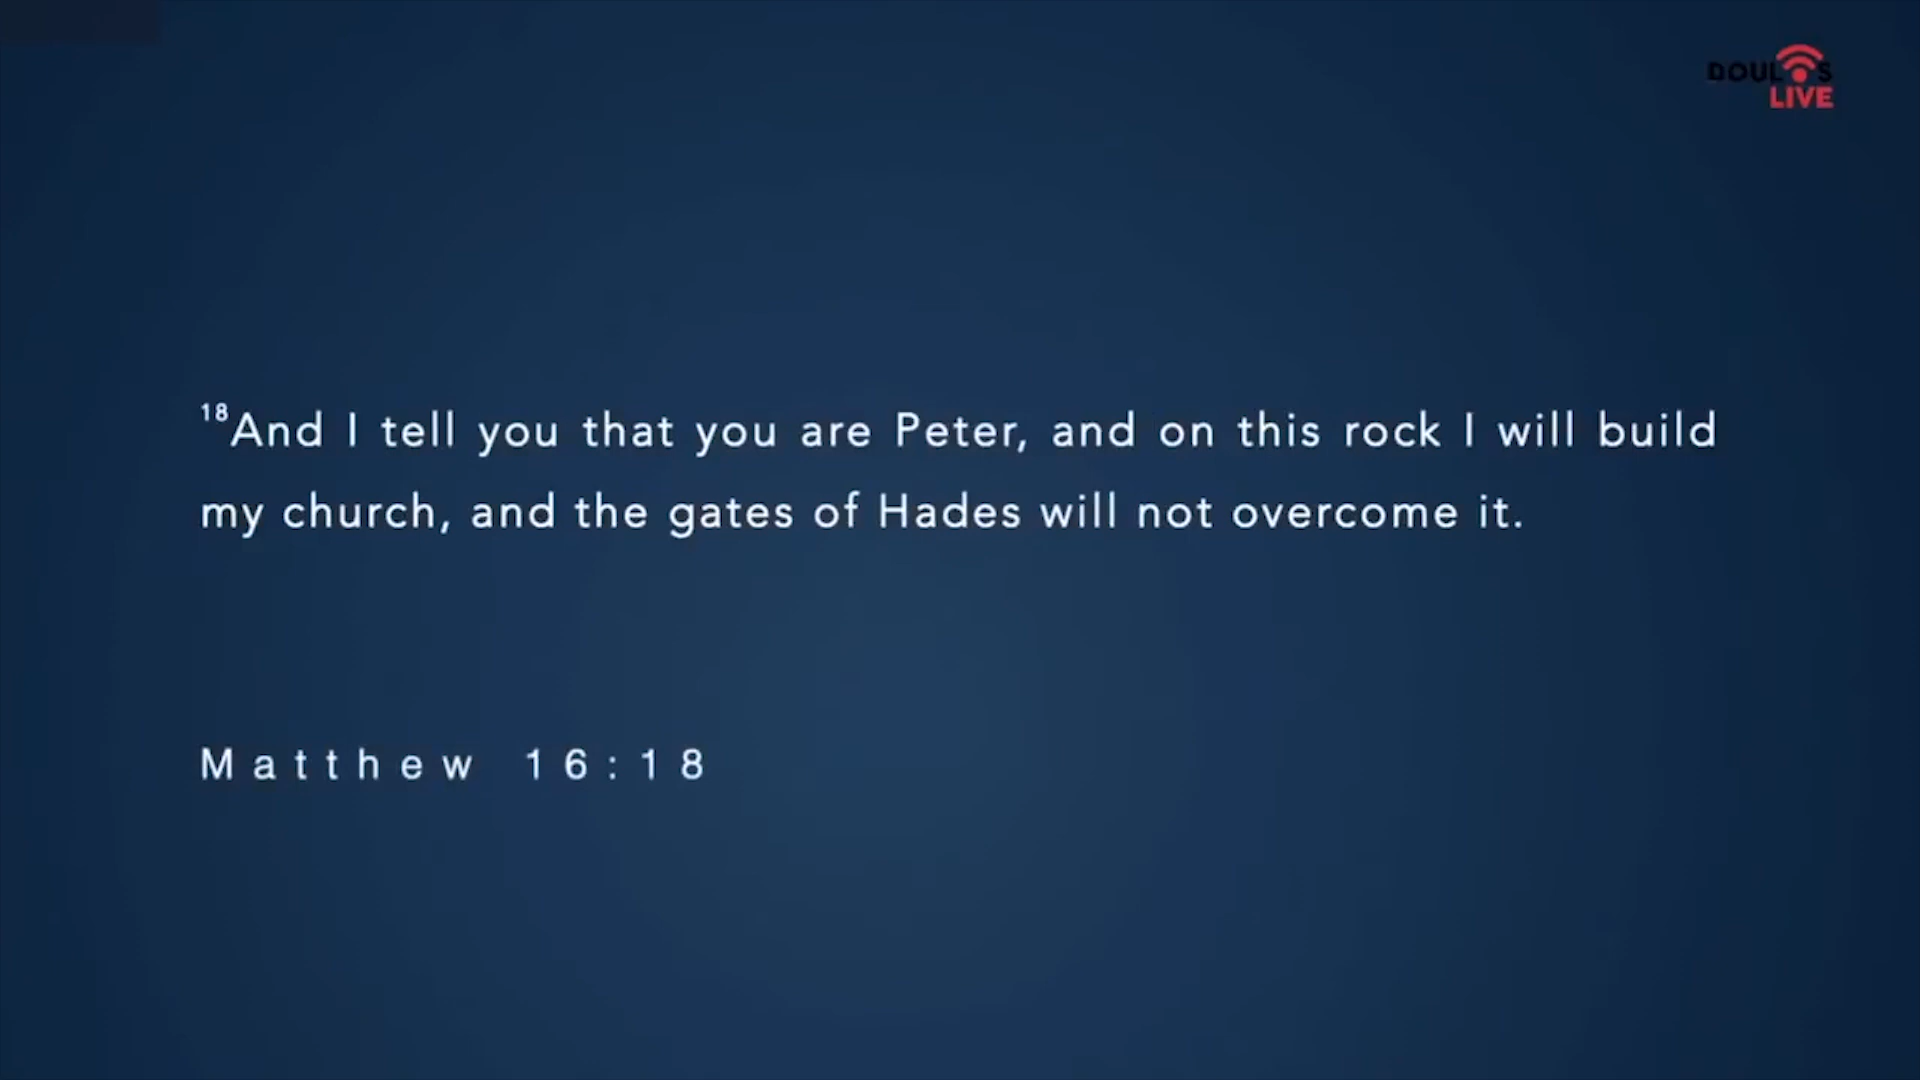 DOULOS
LIVE
18And I tell you that you are Peter, and on this rock I will build
my church, and the gates of Hades will not overcome it.
Matthew 16:18